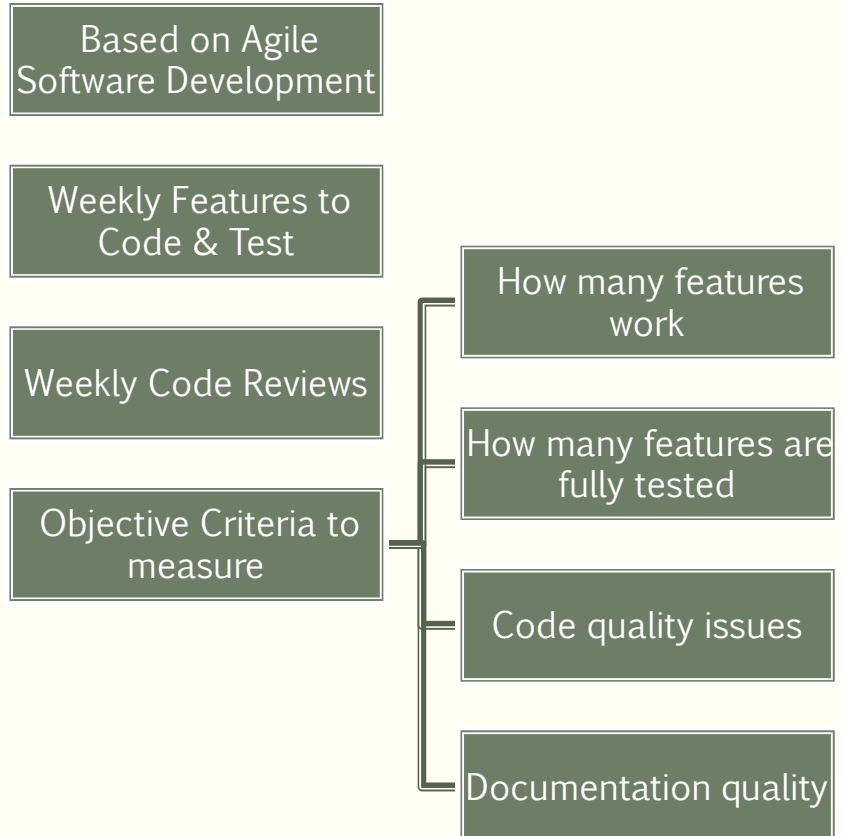 Based on Agile
Software Development
Weekly Features to
Code & Test
Weekly Code Reviews
Objective Criteria to
measure
How many features
work
How many features are
fully tested
Code quality issues
Documentation quality